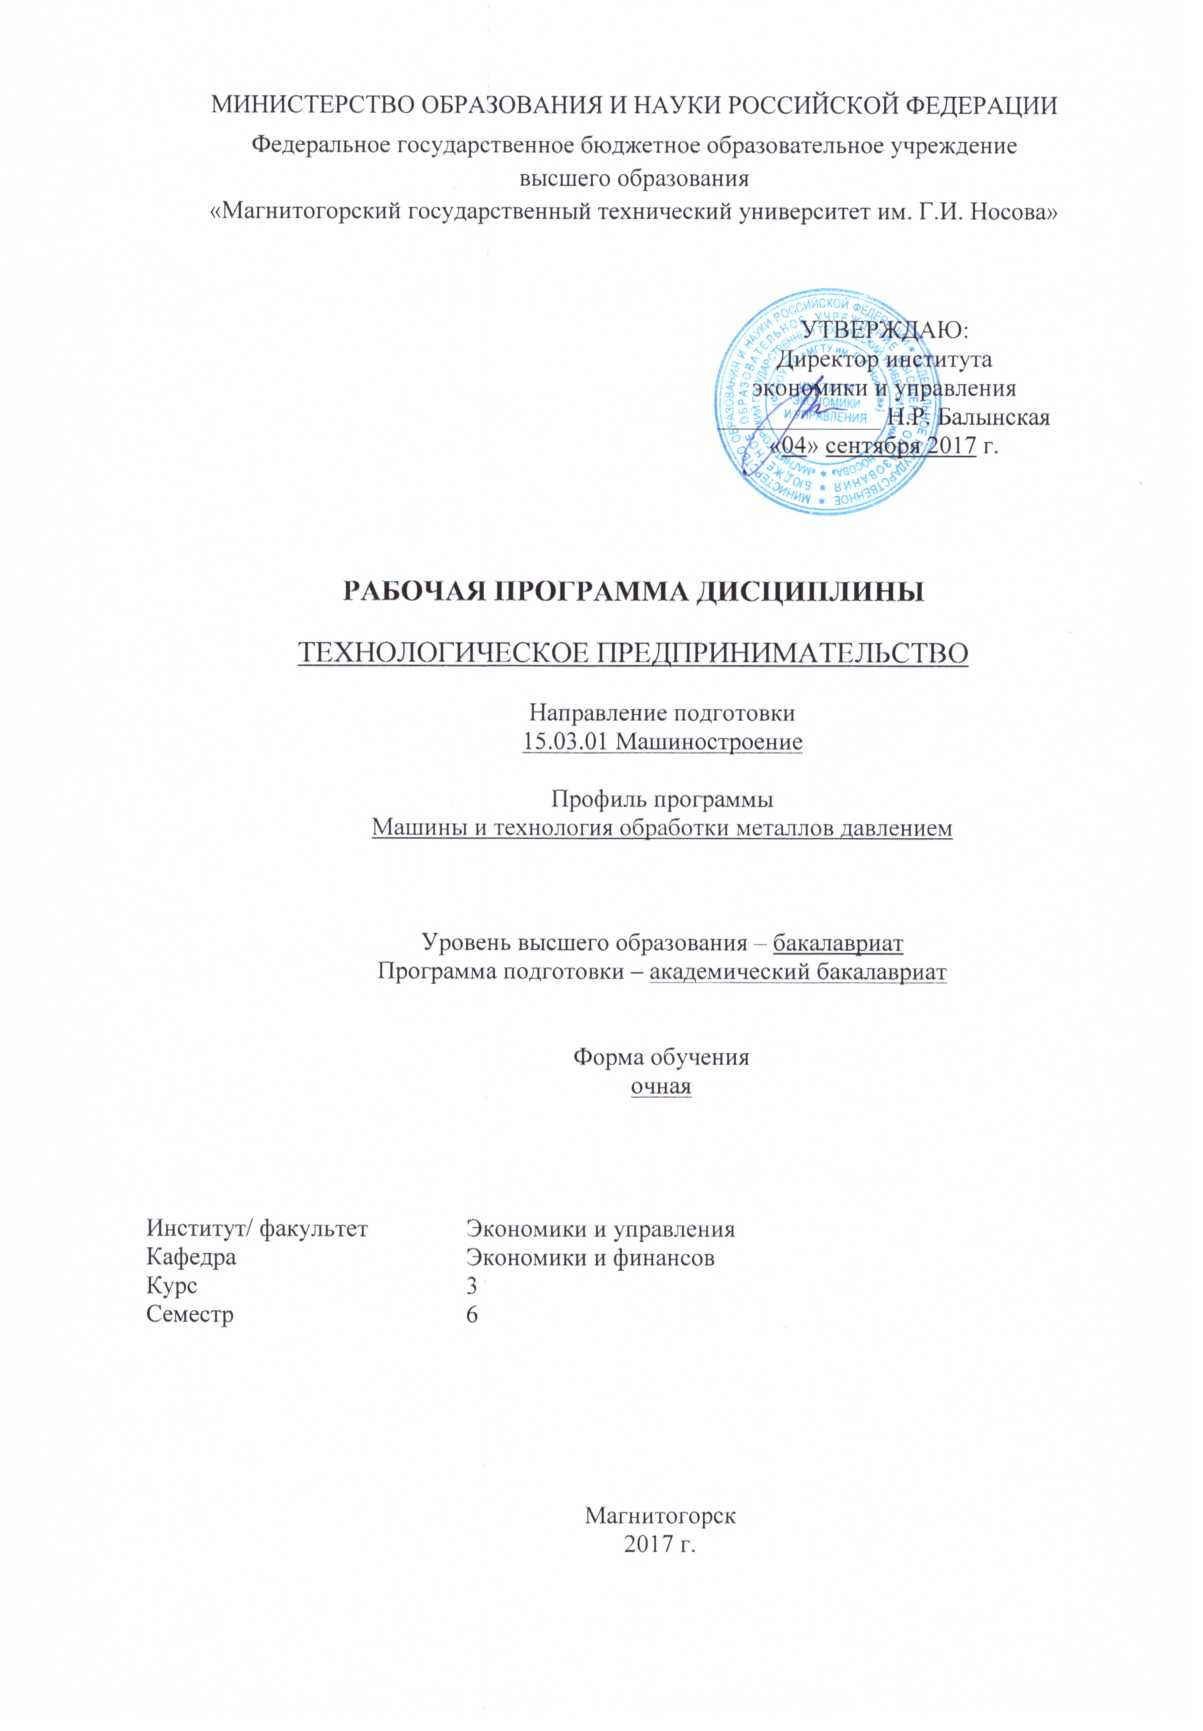 МИНИСТЕРСТВО ОБРАЗОВАНИЯ И НАУКИ РОССИЙСКОЙ ФЕДЕРАЦИИ
Федеральное государственное бюджетное образовательное учреждение
высшего образования
«Магнитогорский государственный технический университет им. Г.И. Носова»
УТВЕРЖДАЮ:
Директор института
экономики и управления
Н.Р. Балынская
«04» сентября 2017 г.
ЭКОНОМИКИ
И УПРАВЛЕНИЯ
РАБОЧАЯ ПРОГРАММА ДИСЦИПЛИНЫ
ТЕХНОЛОГИЧЕСКОЕ ПРЕДПРИНИМАТЕЛЬСТВО
Направление подготовки
15.03.01 Машиностроение
Профиль программы
Машины и технология обработки металлов давлением
Уровень высшего образования – бакалавриат
Программа подготовки – академический бакалавриат
Форма обучения
очная
Институт/ факультет Экономики и управления
Кафедра Экономики и финансов
Курс 3
Семестр 6
Магнитогорск
2017 г.